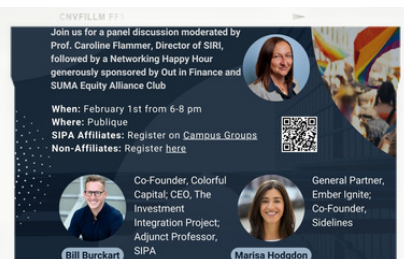 CNVFILLM FF1
Join us for a panel discussion moderated by
Prof. Caroline Flammer, Director of SIRI,
followed by a Networking Happy Hour
generously sponsored by Out in Finance and
SUMA Equity Alliance Club
When: February 1st from 6-8 pm
Where: Publique
SIPA Affiliates: Register on Campus Groups
Non-Affiliates: Register here
Co-Founder, Colorful
Capital; CEO, The
Investment
Integration Project;
Adjunct Professor,
SIPA
Bill Burckart
General Partner,
Ember Ignite;
Co-Founder,
Sidelines
Marisa Hodgdon